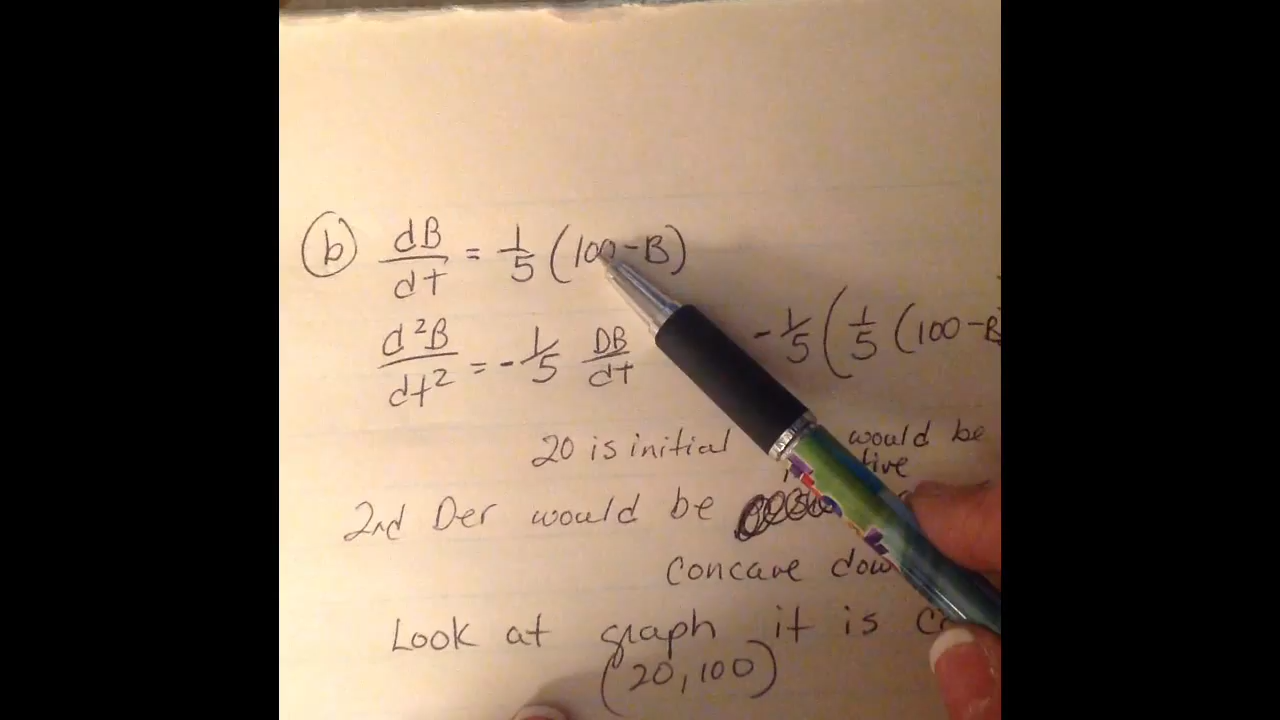 b dB/dt = 1/5 (100-B)
d²B/dt² = -1/5 DB/dt -1/5 (1/5 (100-B
20 is initial would be
tive
2nd Der would be
concave dow
Look at graph it is
(20,100)